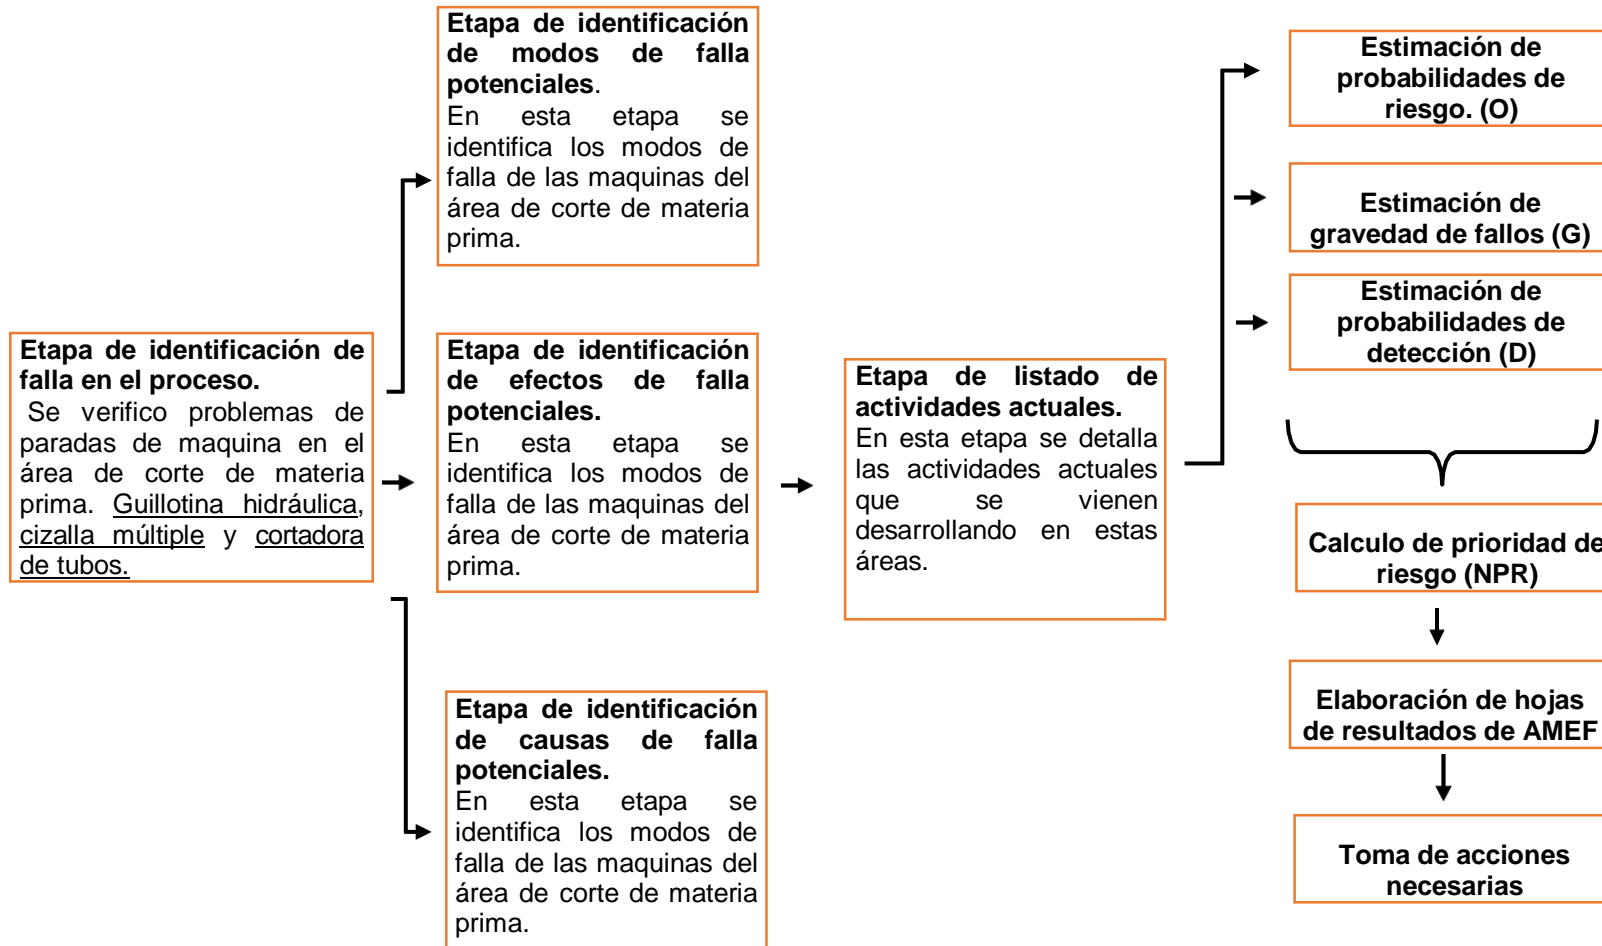 Etapa de identificación de
falla en el proceso.
Se verifico problemas de
paradas de maquina en el
área de corte de materia
prima. Guillotina hidráulica,
cizalla múltiple y cortadora
de tubos.
Etapa de identificación
de modos de falla
potenciales.
En esta etapa se
identifica los modos de
falla de las maquinas del
área de corte de materia
prima.
Etapa de identificación
de efectos de falla
potenciales.
En esta etapa se
identifica los modos de
falla de las maquinas del
área de corte de materia
prima.
Etapa de identificación
de causas de falla
potenciales.
En esta etapa se
identifica los modos de
falla de las maquinas del
área de corte de materia
prima.
Etapa de listado de
actividades actuales.
En esta etapa se detalla
las actividades actuales
que se vienen
desarrollando en estas
áreas.
Estimación de
probabilidades de
riesgo. (O)
Estimación de
gravedad de fallos (G)
Estimación de
probabilidades de
detección (D)
Calculo de prioridad de
riesgo (NPR)
Elaboración de hojas
de resultados de AMEF
Toma de acciones
necesarias